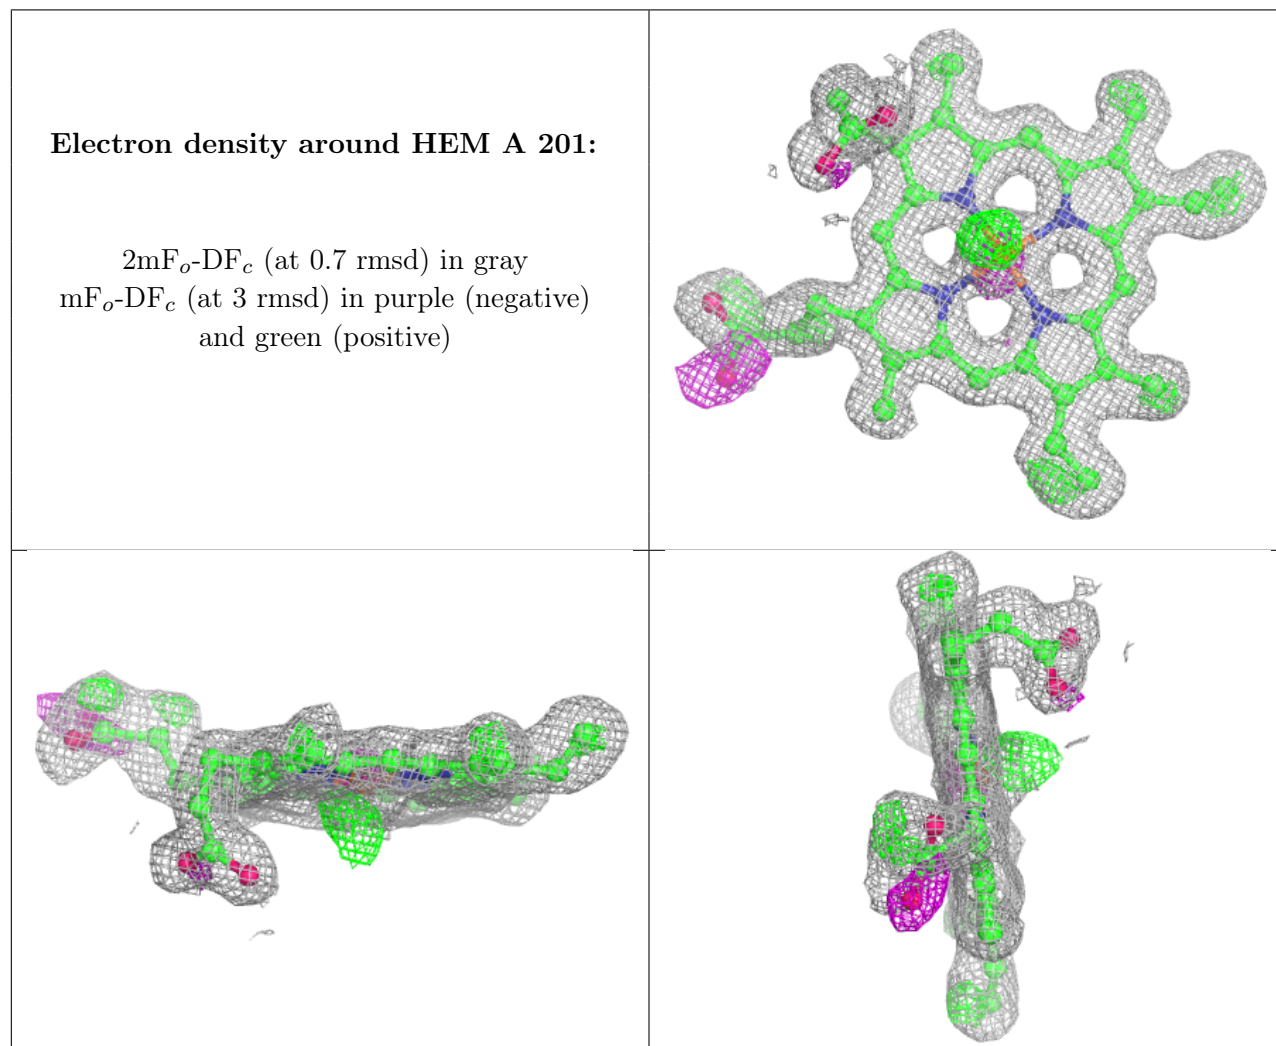 Electron density around HEM A 201:
2mFo-DFc (at 0.7 rmsd) in gray
mFo-DFc (at 3 rmsd) in purple (negative)
and green (positive)